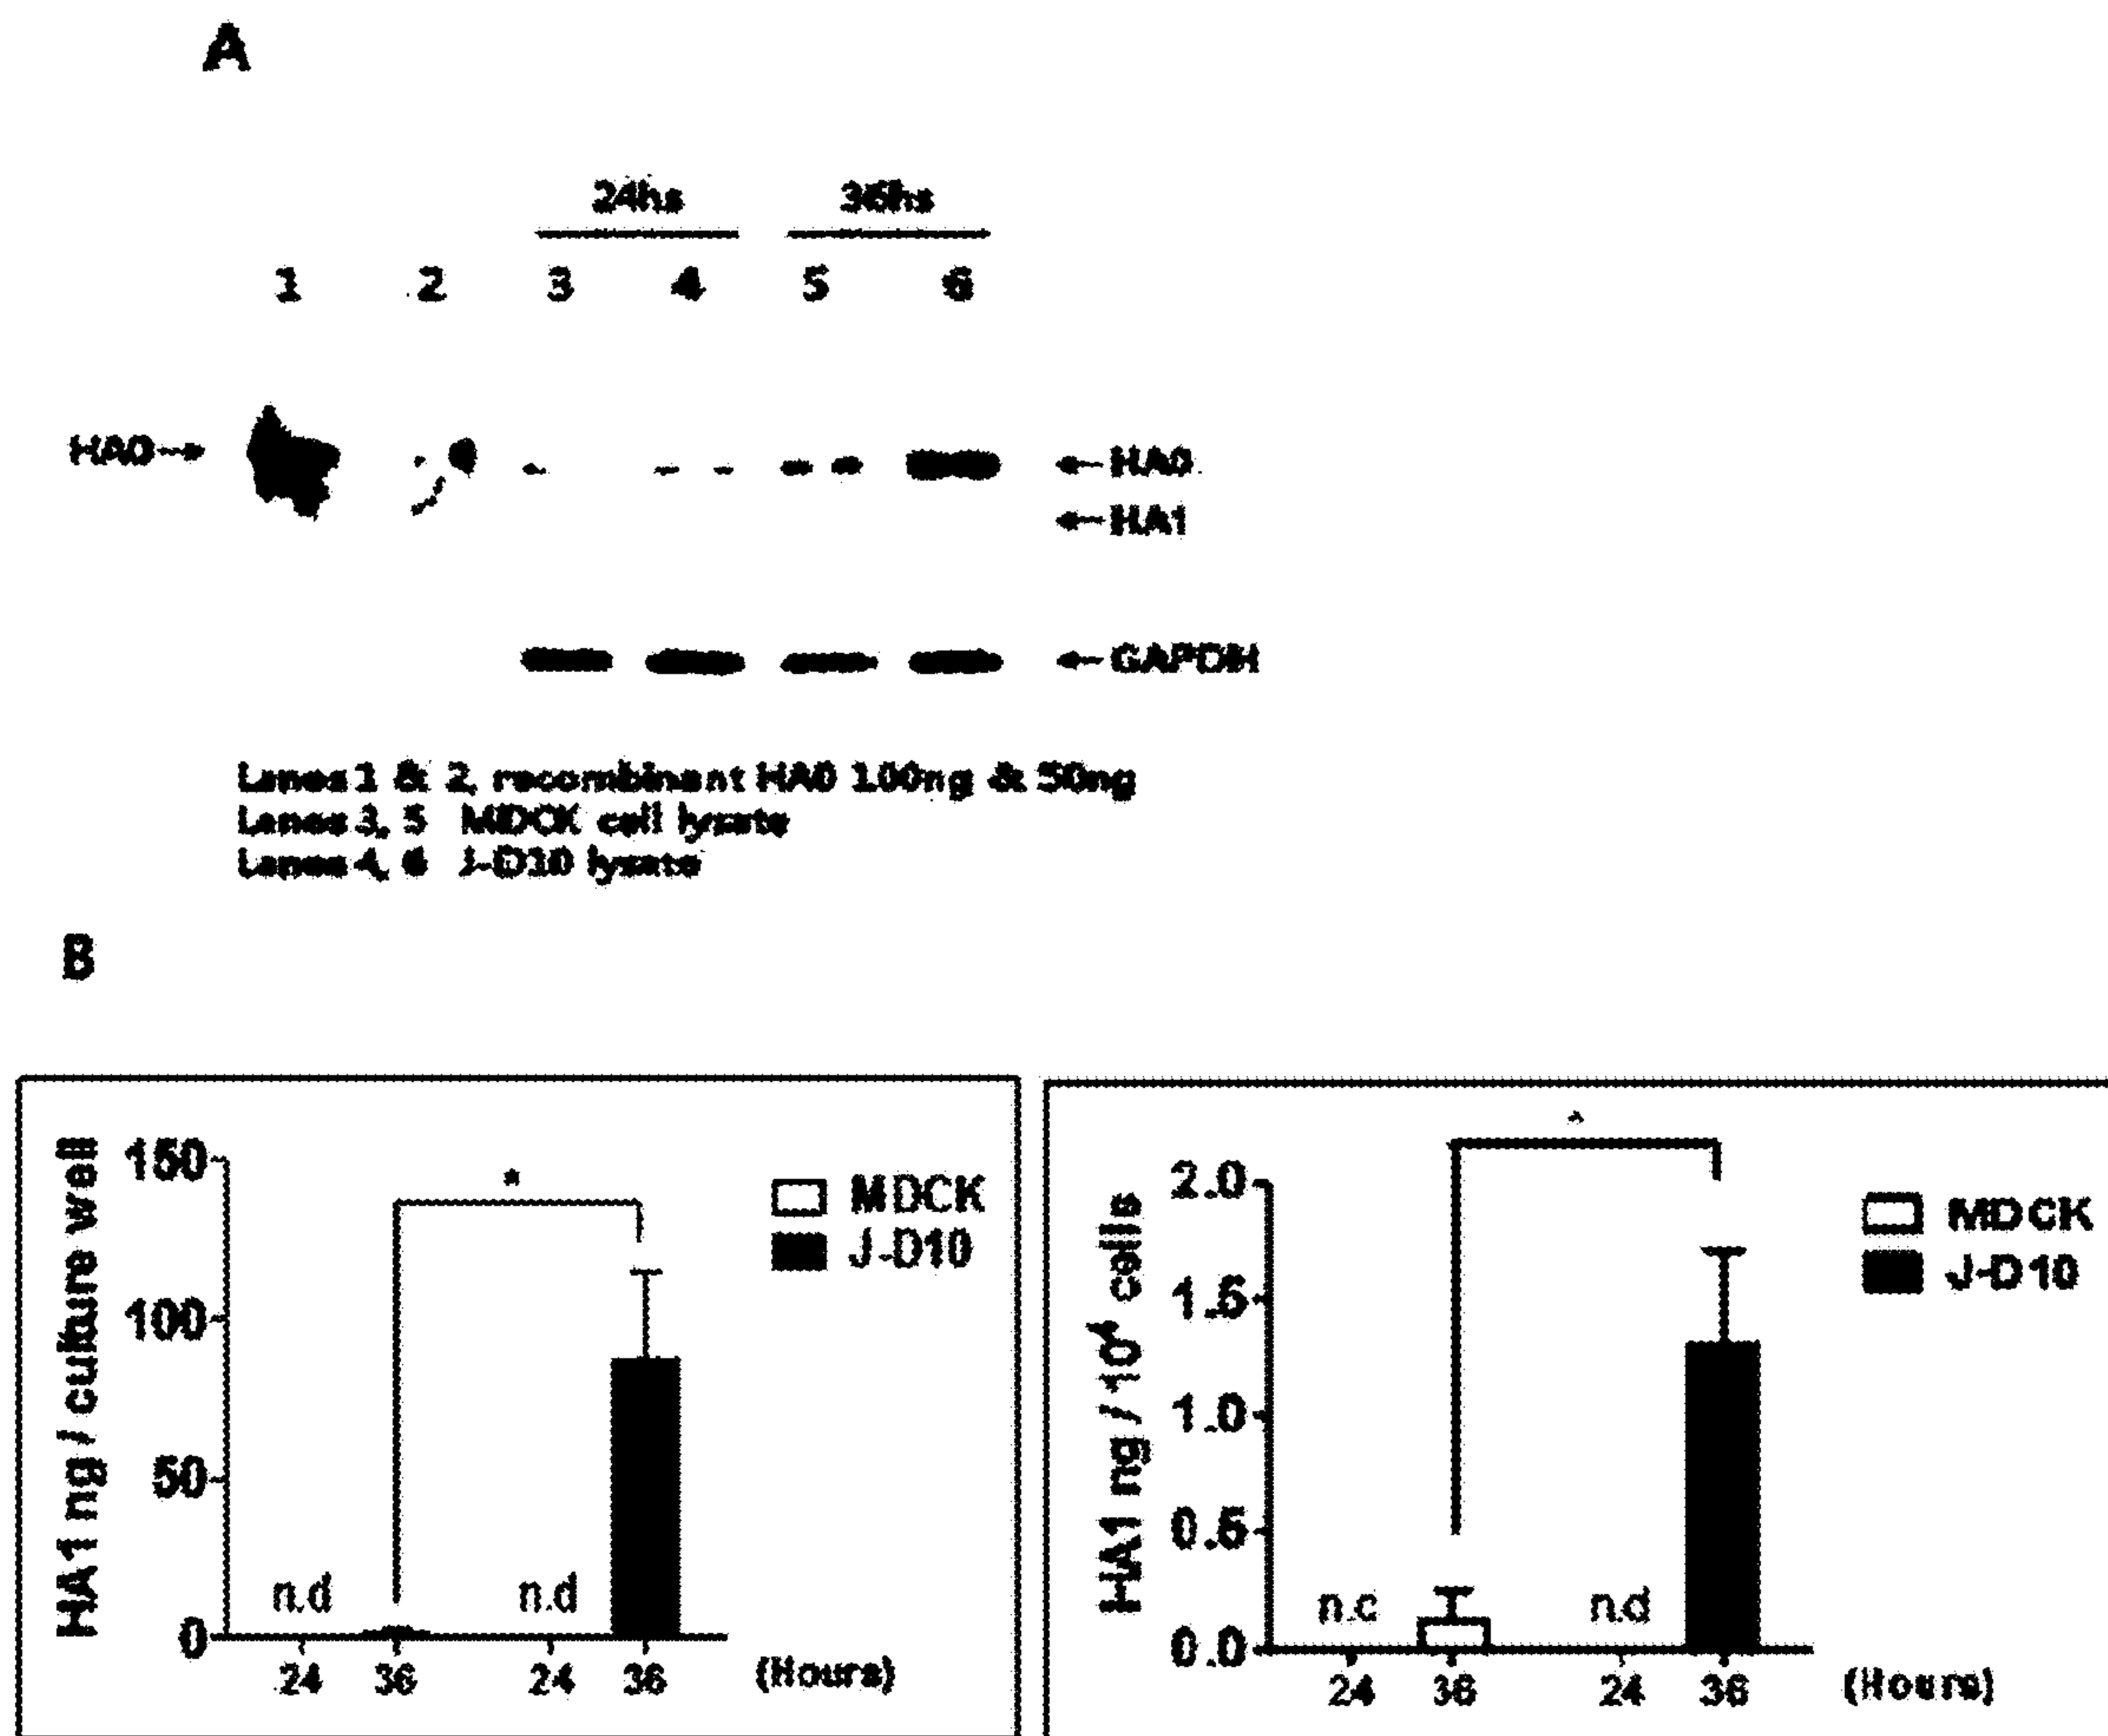 A
24hs 36hs
1 2 3 4 5 6
HA0 HA0
HA1
GAPDH
Lanes 1 & 2, recombinant HA0 100ng & 50ng
Lanes 3, 5 MDCK cell lysate
Lanes 4, 6 J-D10 lysate
B
HA1 ng / culture well
150
100
50
0
*
n.d n.d
24 36 24 36 (Hours)
MDCK
J-D10
HA1 ng / 10⁴ cells
2.0
1.5
1.0
0.5
0.0
*
n.c n.d
24 36 24 36 (Hours)
MDCK
J-D10